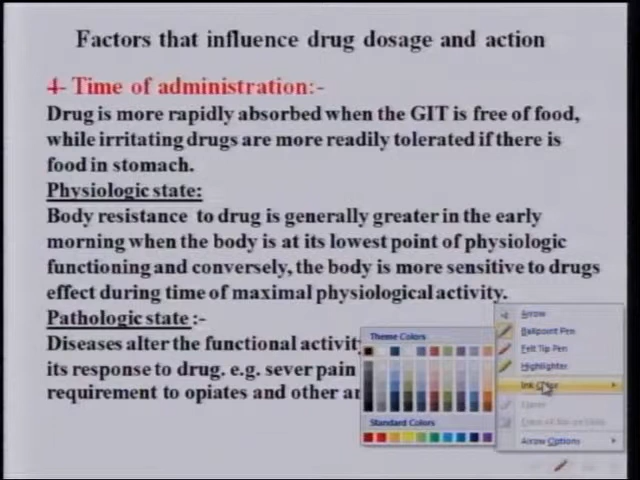 Factors that influence drug dosage and action
4- Time of administration:-
Drug is more rapidly absorbed when the GIT is free of food,
while irritating drugs are more readily tolerated if there is
food in stomach.
Physiologic state:
Body resistance to drug is generally greater in the early
morning when the body is at its lowest point of physiologic
functioning and conversely, the body is more sensitive to drugs
effect during time of maximal physiological activity.
Pathologic state :-
Diseases alter the functional activity
its response to drug. e.g. sever pain
requirement to opiates and other
Theme Colors
Standard Colors
Arrow
Ballpoint Pen
Felt Tip Pen
Highlighter
Ink
Eraser
Arrow Options